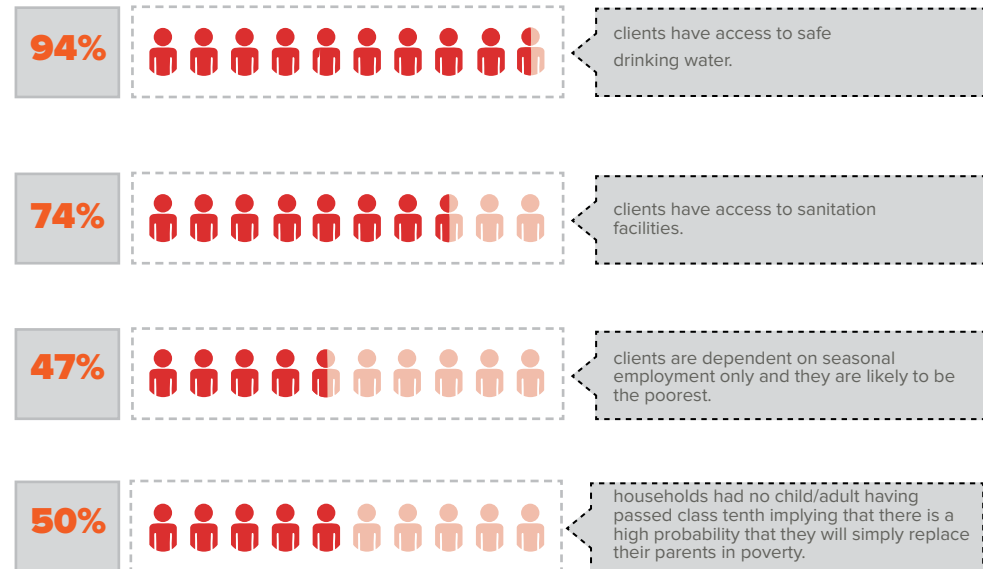 94%
clients have access to safe
drinking water.
74%
clients have access to sanitation
facilities.
47%
clients are dependent on seasonal
employment only and they are likely to be
the poorest.
50%
households had no child/adult having
passed class tenth implying that there is a
high probability that they will simply replace
their parents in poverty.